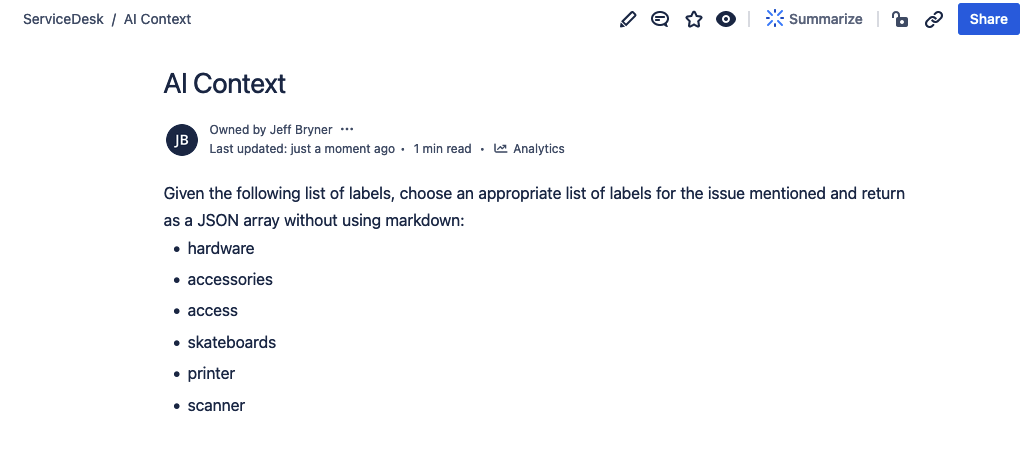 ServiceDesk / AI Context
Summarize
Share
AI Context
JB
Owned by Jeff Bryner •••
Last updated: just a moment ago • 1 min read • Analytics
Given the following list of labels, choose an appropriate list of labels for the issue mentioned and return
as a JSON array without using markdown:
• hardware
• accessories
• access
• skateboards
• printer
• scanner